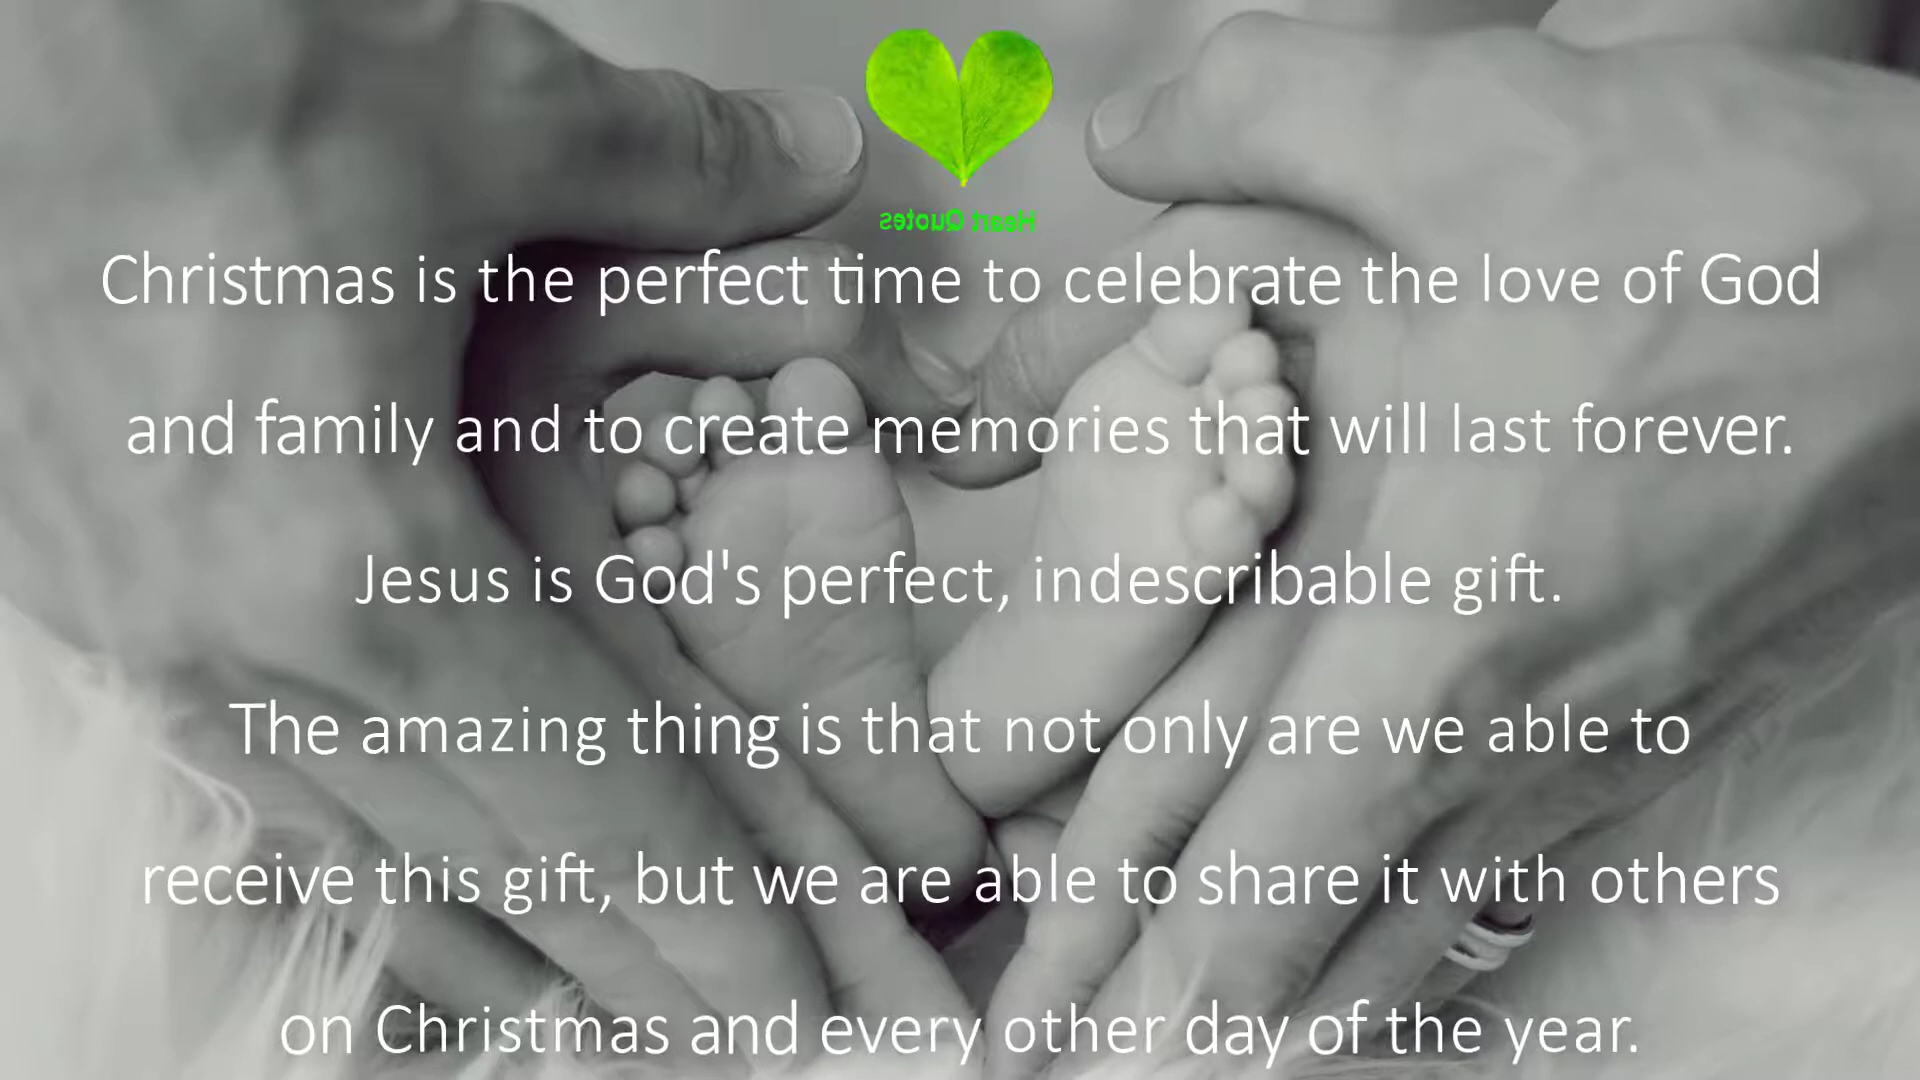 Heart Quotes
Christmas is the perfect time to celebrate the love of God
and family and to create memories that will last forever.
Jesus is God's perfect, indescribable gift.
The amazing thing is that not only are we able to
receive this gift, but we are able to share it with others
on Christmas and every other day of the year.